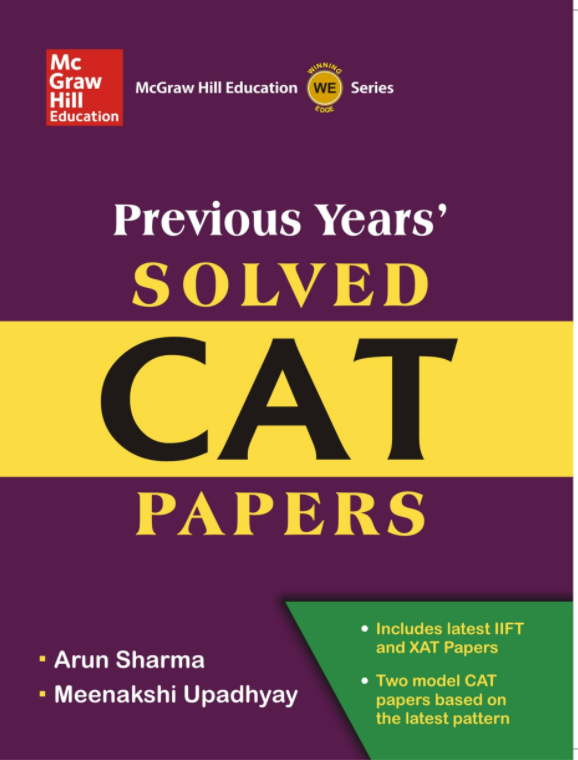 Mc
Graw
Hill
Education
McGraw Hill Education WINNING WE EDGE Series
Previous Years’
SOLVED
CAT
PAPERS
Arun Sharma
Meenakshi Upadhyay
• Includes latest IIFT
and XAT Papers
• Two model CAT
papers based on
the latest pattern